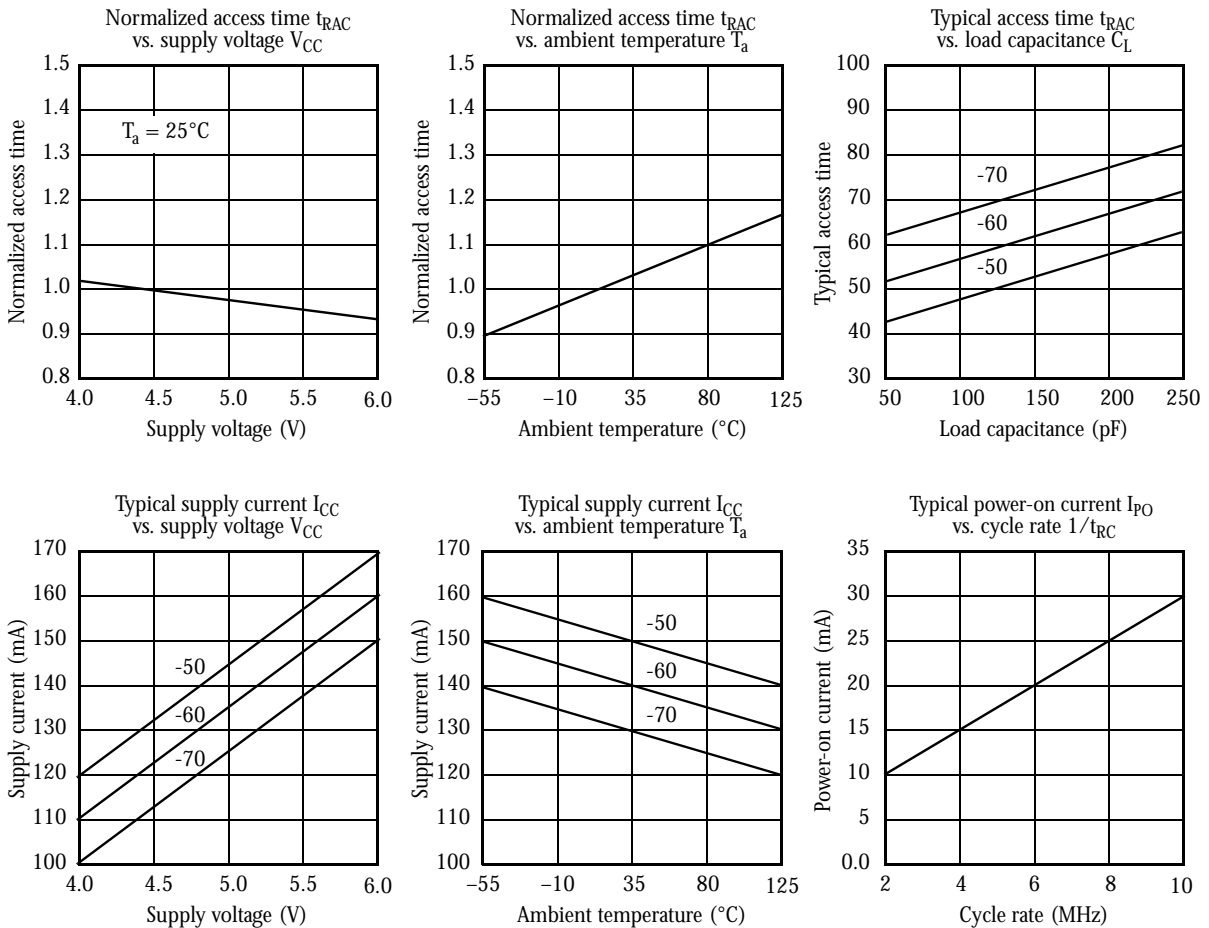 Normalized access time tRAC
vs. supply voltage VCC
1.5
1.4
1.3
1.2
1.1
1.0
0.9
0.8
Normalized access time
Ta = 25°C
4.0 4.5 5.0 5.5 6.0
Supply voltage (V)
Normalized access time tRAC
vs. ambient temperature Ta
1.5
1.4
1.3
1.2
1.1
1.0
0.9
0.8
Normalized access time
–55 –10 35 80 125
Ambient temperature (°C)
Typical access time tRAC
vs. load capacitance CL
100
90
80
70
60
50
40
30
Typical access time
-70
-60
-50
50 100 150 200 250
Load capacitance (pF)
Typical supply current ICC
vs. supply voltage VCC
170
160
150
140
130
120
110
100
Supply current (mA)
-50
-60
-70
4.0 4.5 5.0 5.5 6.0
Supply voltage (V)
Typical supply current ICC
vs. ambient temperature Ta
170
160
150
140
130
120
110
100
Supply current (mA)
-50
-60
-70
–55 –10 35 80 125
Ambient temperature (°C)
Typical power-on current IPO
vs. cycle rate 1/tRC
35
30
25
20
15
10
5
0.0
Power-on current (mA)
2 4 6 8 10
Cycle rate (MHz)